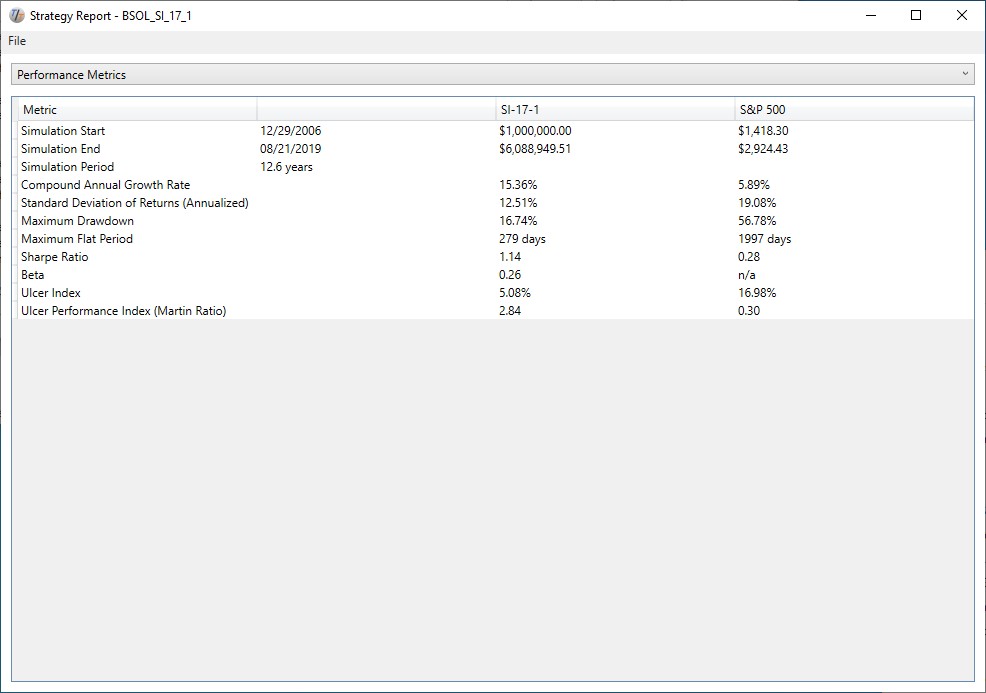 Strategy Report - BSOL_SI_17_1
File
Performance Metrics
Metric SI-17-1 S&P 500
Simulation Start 12/29/2006 $1,000,000.00 $1,418.30
Simulation End 08/21/2019 $6,088,949.51 $2,924.43
Simulation Period 12.6 years
Compound Annual Growth Rate 15.36% 5.89%
Standard Deviation of Returns (Annualized) 12.51% 19.08%
Maximum Drawdown 16.74% 56.78%
Maximum Flat Period 279 days 1997 days
Sharpe Ratio 1.14 0.28
Beta 0.26 n/a
Ulcer Index 5.08% 16.98%
Ulcer Performance Index (Martin Ratio) 2.84 0.30